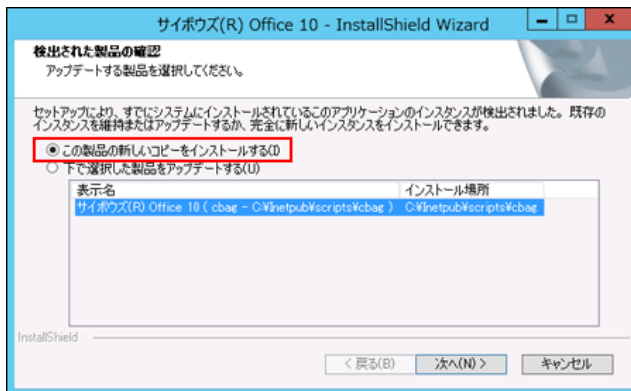 サイボウズ(R) Office 10 - InstallShield Wizard
検出された製品の確認
アップデートする製品を選択してください。
セットアップにより、すでにシステムにインストールされているこのアプリケーションのインスタンスが検出されました。既存の
インスタンスを維持またはアップデートするか、完全に新しいインスタンスをインストールできます。
この製品の新しいコピーをインストールする(I)
下で選択した製品をアップデートする(U)
表示名 インストール場所
サイボウズ(R) Office 10 ( cbag - C:¥Inetpub¥scripts¥cbag ) C:¥Inetpub¥scripts¥cbag
InstallShield
< 戻る(B) 次へ(N) > キャンセル